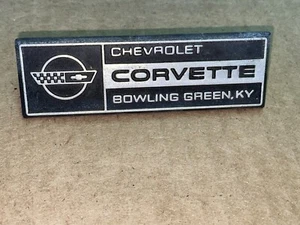 CHEVROLET
CORVETTE
BOWLING GREEN, KY